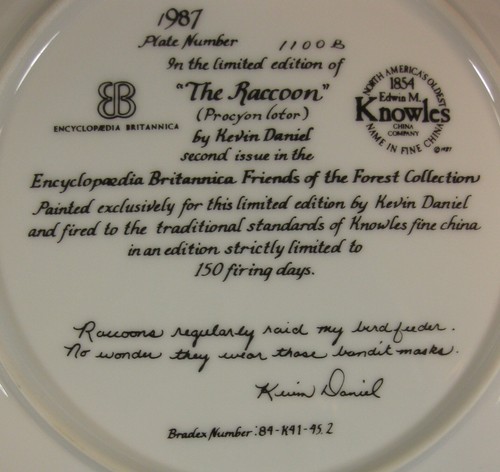 1987
Plate Number 1100B
In the limited edition of
"The Raccoon"
(Procyon lotor)
by Kevin Daniel
second issue in the
ENCYCLOPÆDIA BRITANNICA
NORTH AMERICA'S OLDEST
1854
Edwin M.
Knowles
CHINA
COMPANY
NAME IN FINE CHINA
©1987
Encyclopædia Britannica Friends of the Forest Collection
Painted exclusively for this limited edition by Kevin Daniel
and fired to the traditional standards of Knowles fine china
in an edition strictly limited to
150 firing days.
Raccoons regularly raid my birdfeeder.
No wonder they wear those bandit masks.
Kevin Daniel
Bradex Number: 84-K41-45.2